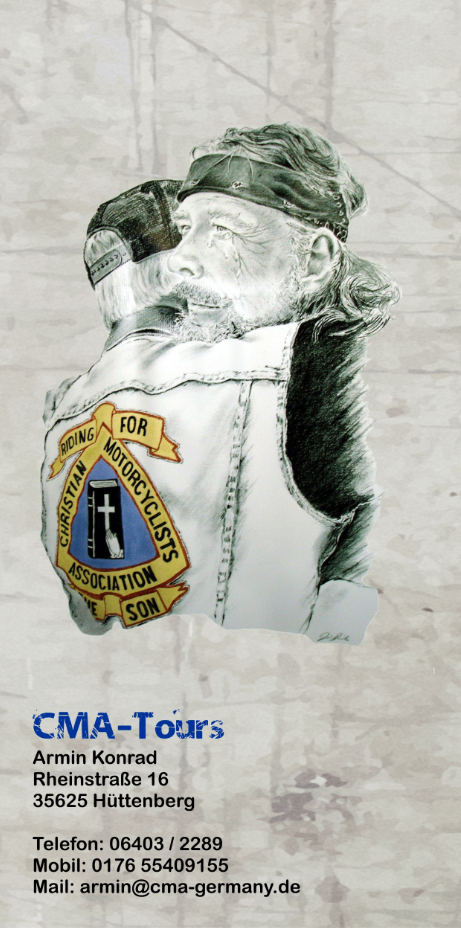 RIDING FOR
CHRISTIAN MOTORCYCLISTS
ASSOCIATION
SON
CMA-Tours
Armin Konrad
Rheinstraße 16
35625 Hüttenberg
Telefon: 06403 / 2289
Mobil: 0176 55409155
Mail: armin@cma-germany.de